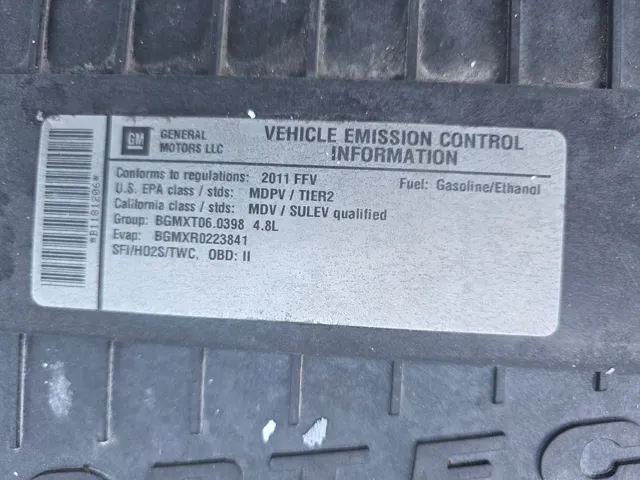 GM
GENERAL
MOTORS LLC
VEHICLE EMISSION CONTROL
INFORMATION
Conforms to regulations: 2011 FFV
Fuel: Gasoline/Ethanol
U.S. EPA class / stds: MDPV / TIER2
California class / stds: MDV / SULEV qualified
Group: BGMXT06.0398 4.8L
Evap: BGMXR0223841
SFI/HO2S/TWC, OBD: II
*B1181206*